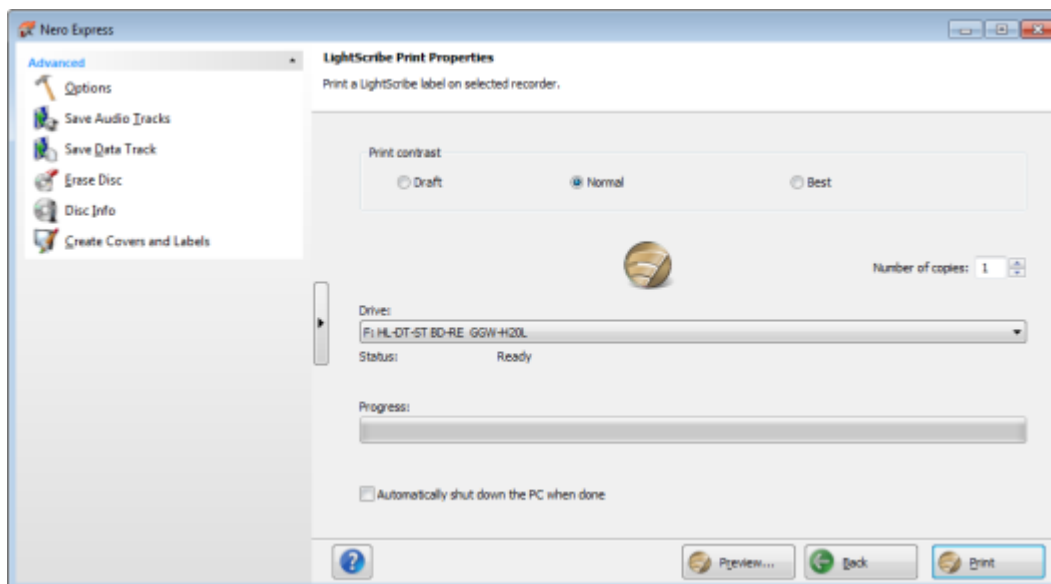 Nero Express
Advanced
Options
Save Audio Tracks
Save Data Track
Erase Disc
Disc Info
Create Covers and Labels
LightScribe Print Properties
Print a LightScribe label on selected recorder.
Print contrast
Draft Normal Best
Number of copies: 1
Drive:
F: HL-DT-ST BD-RE GGW-H20L
Status: Ready
Progress:
Automatically shut down the PC when done
? Preview... Back Print